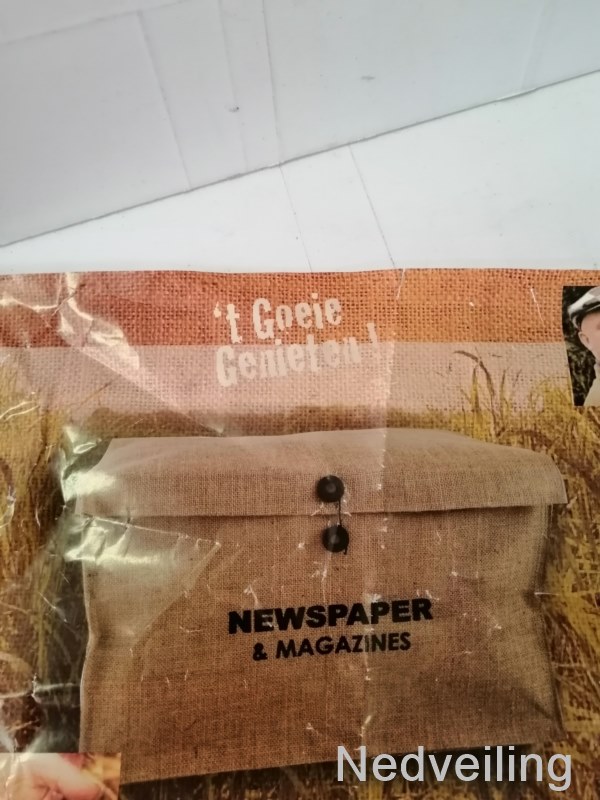 't Goeie
Genieten !
NEWSPAPER
& MAGAZINES
Nedveiling